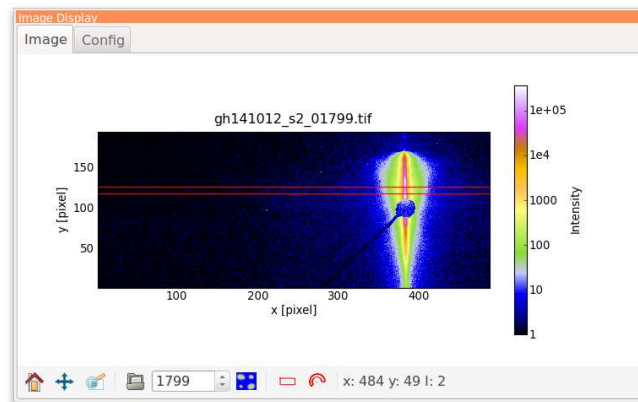 Image Display
Image Config
gh141012_s2_01799.tif
y [pixel]
150
100
50
100 200 300 400
x [pixel]
1e+05
1e4
1000
100
10
1
Intensity
1799 x: 484 y: 49 I: 2